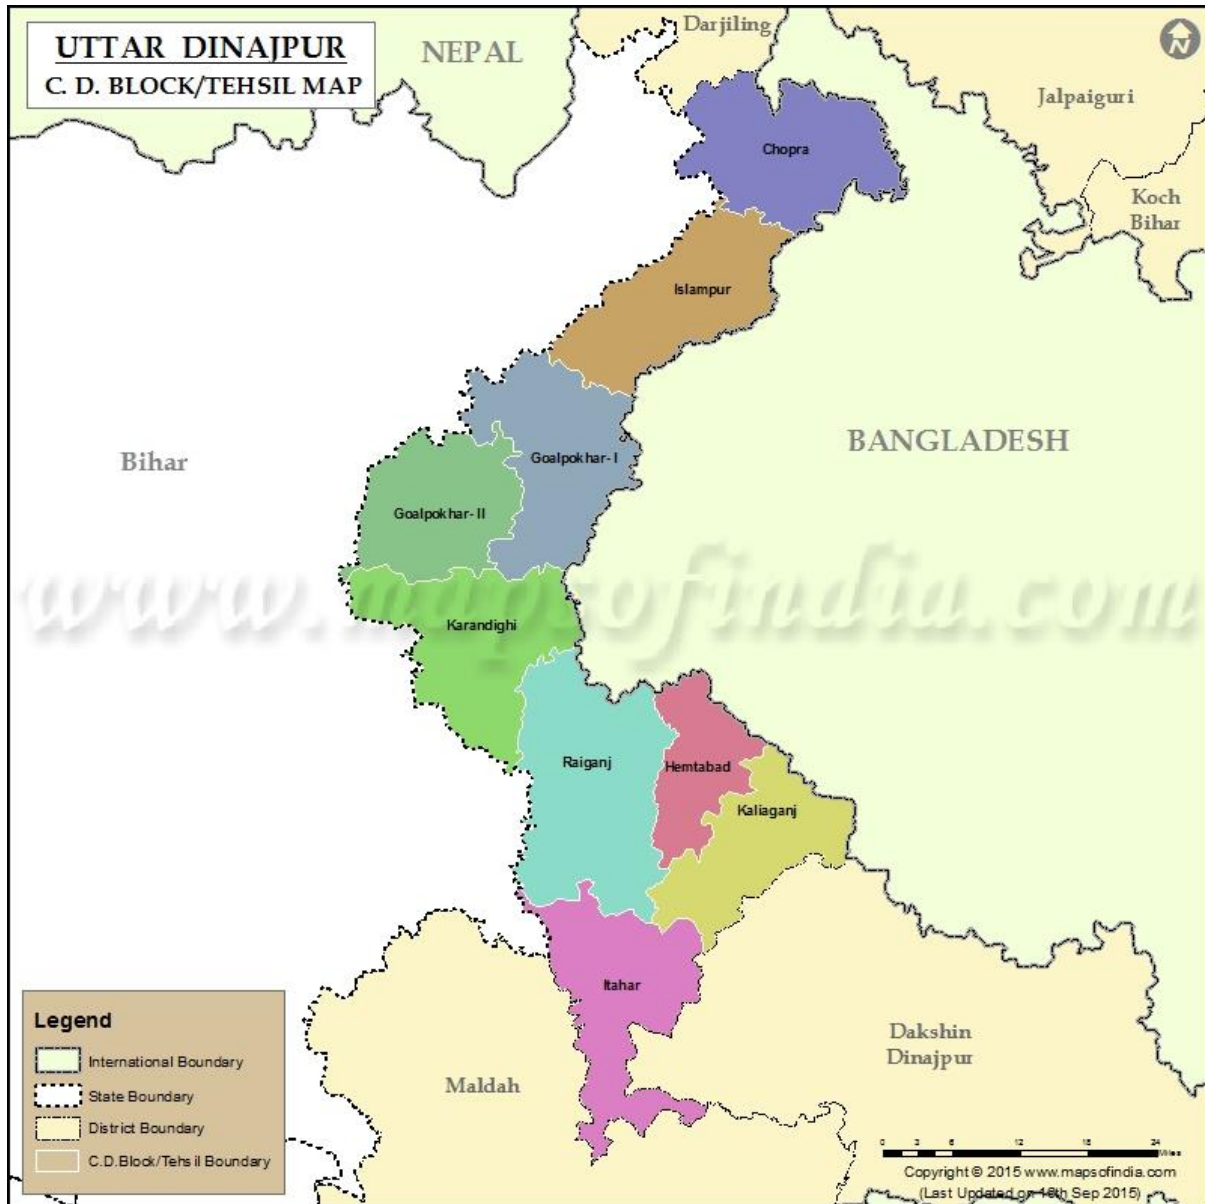 UTTAR DINAJPUR
C. D. BLOCK/TEHSIL MAP
NEPAL
Darjiling
N
Jalpaiguri
Chopra
Koch
Bihar
Islampur
Bihar
BANGLADESH
Goalpokhar- I
Goalpokhar- II
www.mapsofindia.com
Karandighi
Raiganj
Hemtabad
Kaliaganj
Itahar
Dakshin
Dinajpur
Maldah
Legend
International Boundary
State Boundary
District Boundary
C.D.Block/Tehsil Boundary
0 3 6 12 18 24
Miles
Copyright © 2015 www.mapsofindia.com
(Last Updated on 16th Sep 2015)